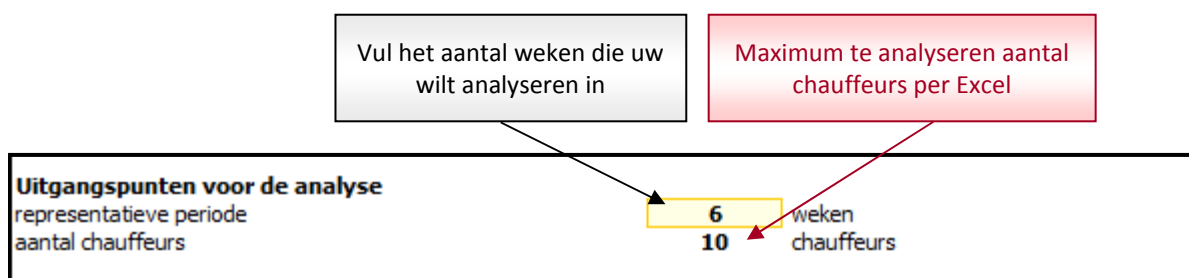 Vul het aantal weken die uw
wilt analyseren in
Maximum te analyseren aantal
chauffeurs per Excel
Uitgangspunten voor de analyse
representatieve periode 6 weken
aantal chauffeurs 10 chauffeurs